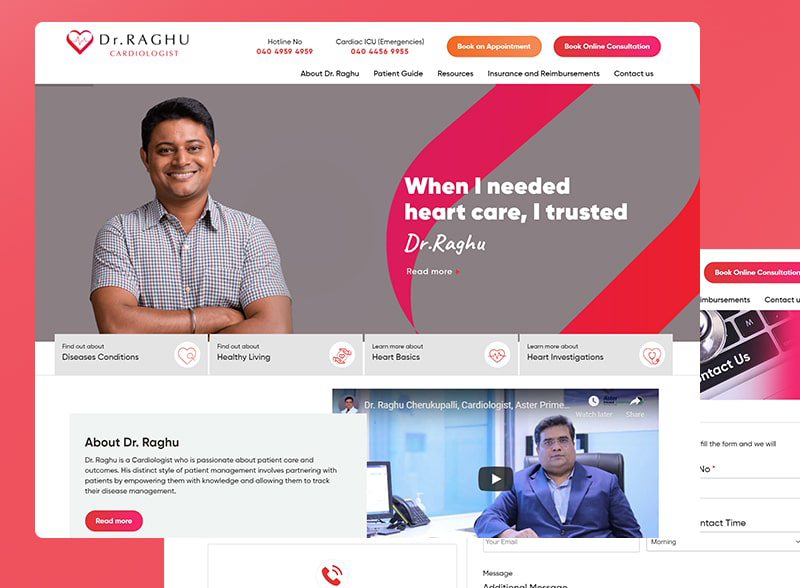 Dr.RAGHU
CARDIOLOGIST
Hotline No
040 4959 4959
Cardiac ICU (Emergencies)
040 4456 9955
Book an Appointment
Book Online Consultation
About Dr. Raghu
Patient Guide
Resources
Insurance and Reimbursements
Contact us
When I needed
heart care, I trusted
Dr.Raghu
Read more
Find out about
Diseases Conditions
Find out about
Healthy Living
Learn more about
Heart Basics
Learn more about
Heart Investigations
About Dr. Raghu
Dr. Raghu is a Cardiologist who is passionate about patient care and
outcomes. His distinct style of patient management involves partnering with
patients by empowering them with knowledge and allowing them to track
their disease management.
Read more
Dr. Raghu Cherukupalli, Cardiologist, Aster Prime...
Watch later
Share
Book Online Consultation
imbursements
Contact u
ntact Us
fill the form and we will
No *
ntact Time
Your Email
Morning
Message
Additional Message